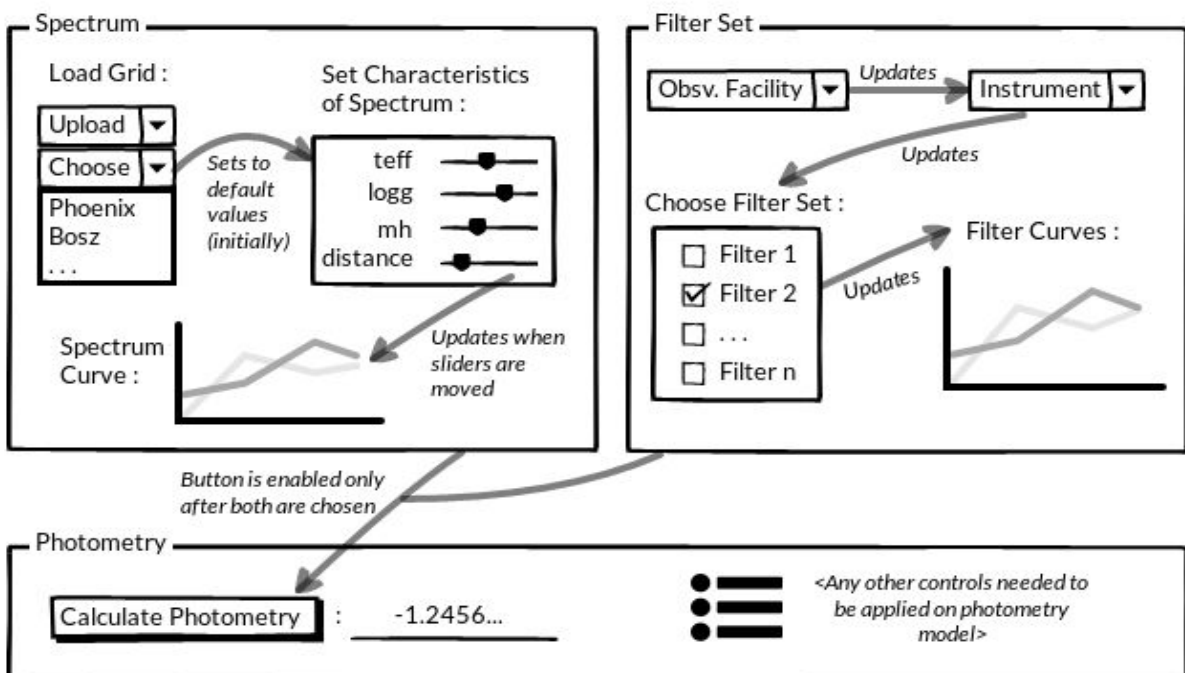 Spectrum
Load Grid :
Upload
Choose
Phoenix
Bosz
. . .
Sets to
default
values
(initially)
Set Characteristics
of Spectrum :
teff
logg
mh
distance
Spectrum
Curve :
Updates when
sliders are
moved
Filter Set
Obsv. Facility
Updates
Instrument
Updates
Choose Filter Set :
Filter 1
Filter 2
. . .
Filter n
Updates
Filter Curves :
Button is enabled only
after both are chosen
Photometry
Calculate Photometry
:
-1.2456...
<Any other controls needed to
be applied on photometry
model>